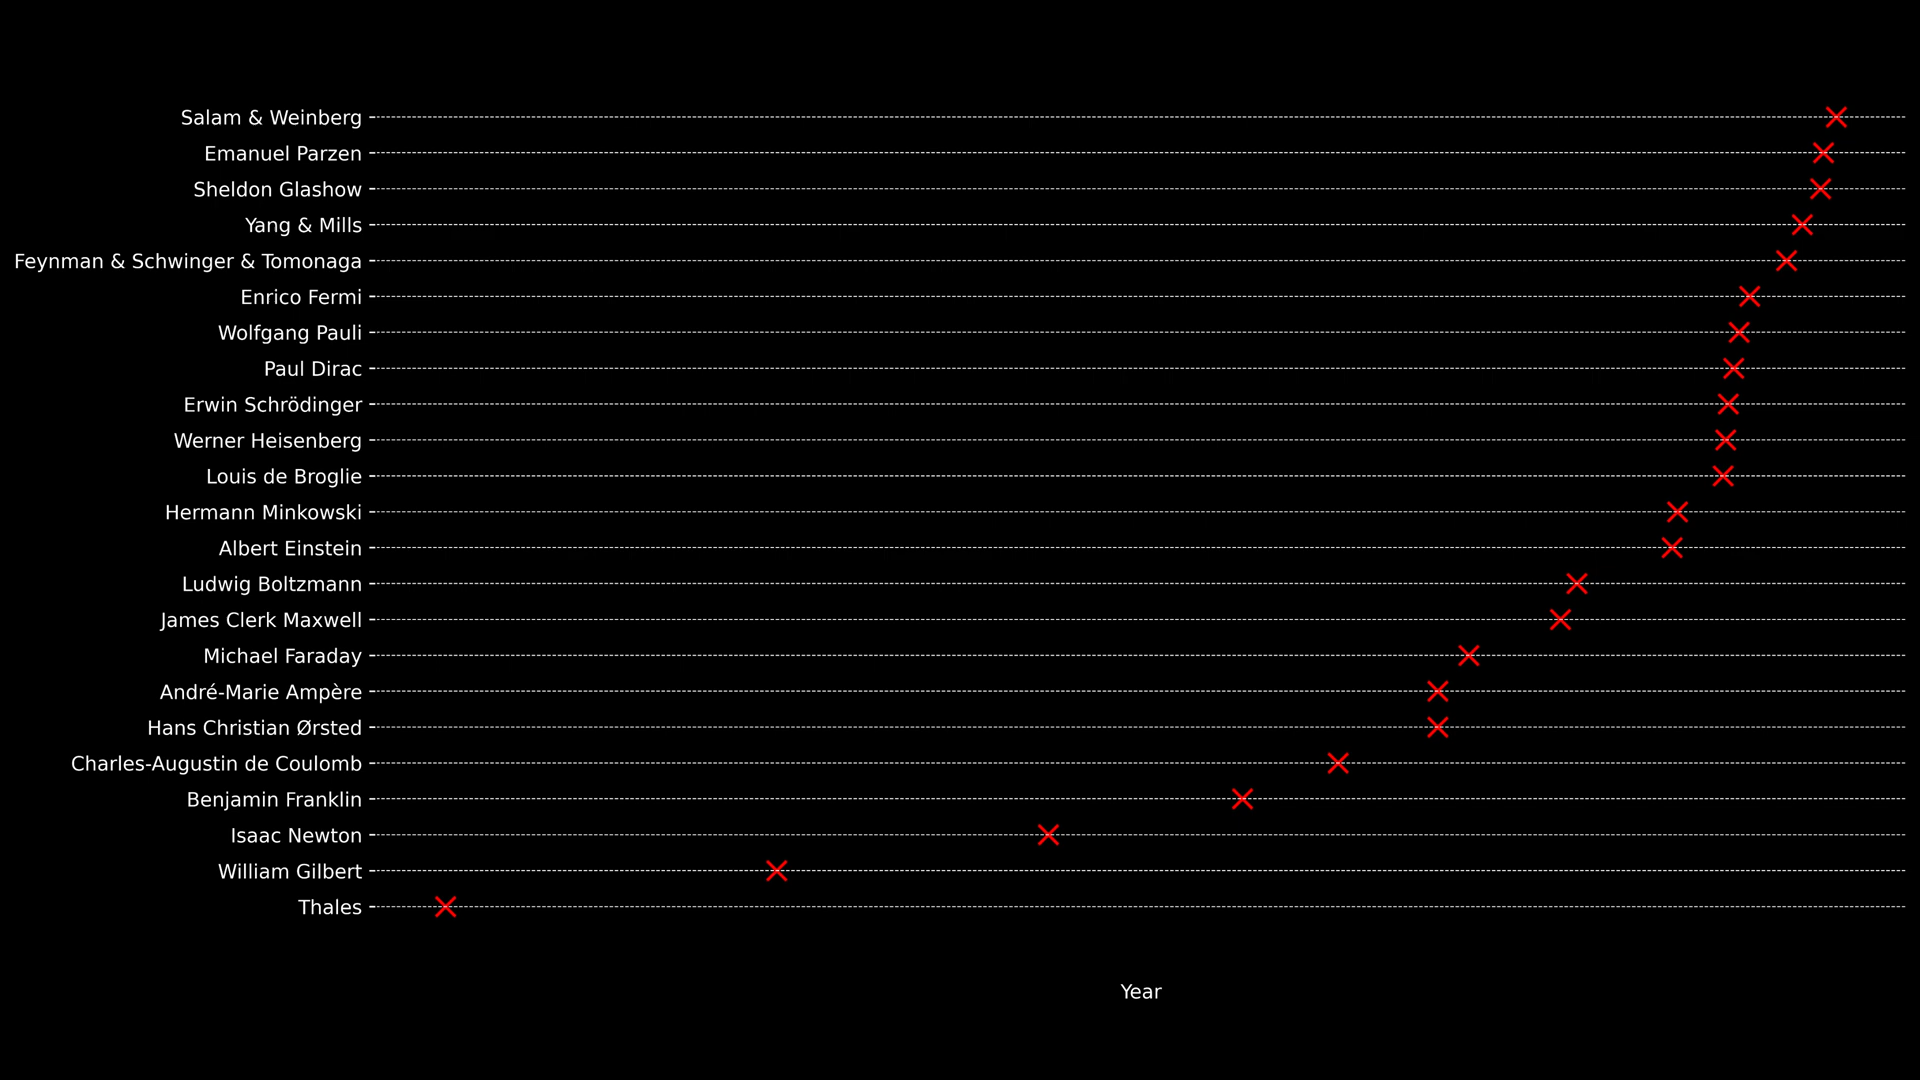 Salam & Weinberg
Emanuel Parzen
Sheldon Glashow
Yang & Mills
Feynman & Schwinger & Tomonaga
Enrico Fermi
Wolfgang Pauli
Paul Dirac
Erwin Schrödinger
Werner Heisenberg
Louis de Broglie
Hermann Minkowski
Albert Einstein
Ludwig Boltzmann
James Clerk Maxwell
Michael Faraday
André-Marie Ampère
Hans Christian Ørsted
Charles-Augustin de Coulomb
Benjamin Franklin
Isaac Newton
William Gilbert
Thales
Year